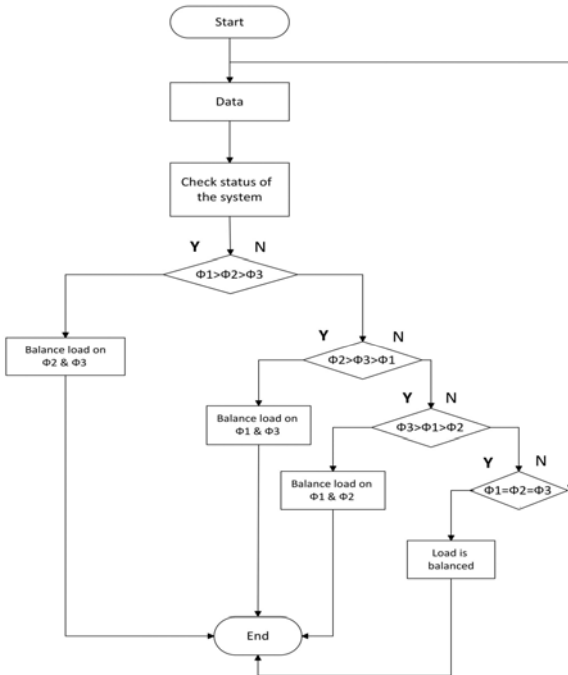 Start
Data
Check status of
the system
Y N
Φ1>Φ2>Φ3
Balance load on
Φ2 & Φ3
Y N
Φ2>Φ3>Φ1
Balance load on
Φ1 & Φ3
Y N
Φ3>Φ1>Φ2
Balance load on
Φ1 & Φ2
Y N
Φ1=Φ2=Φ3
Load is
balanced
End